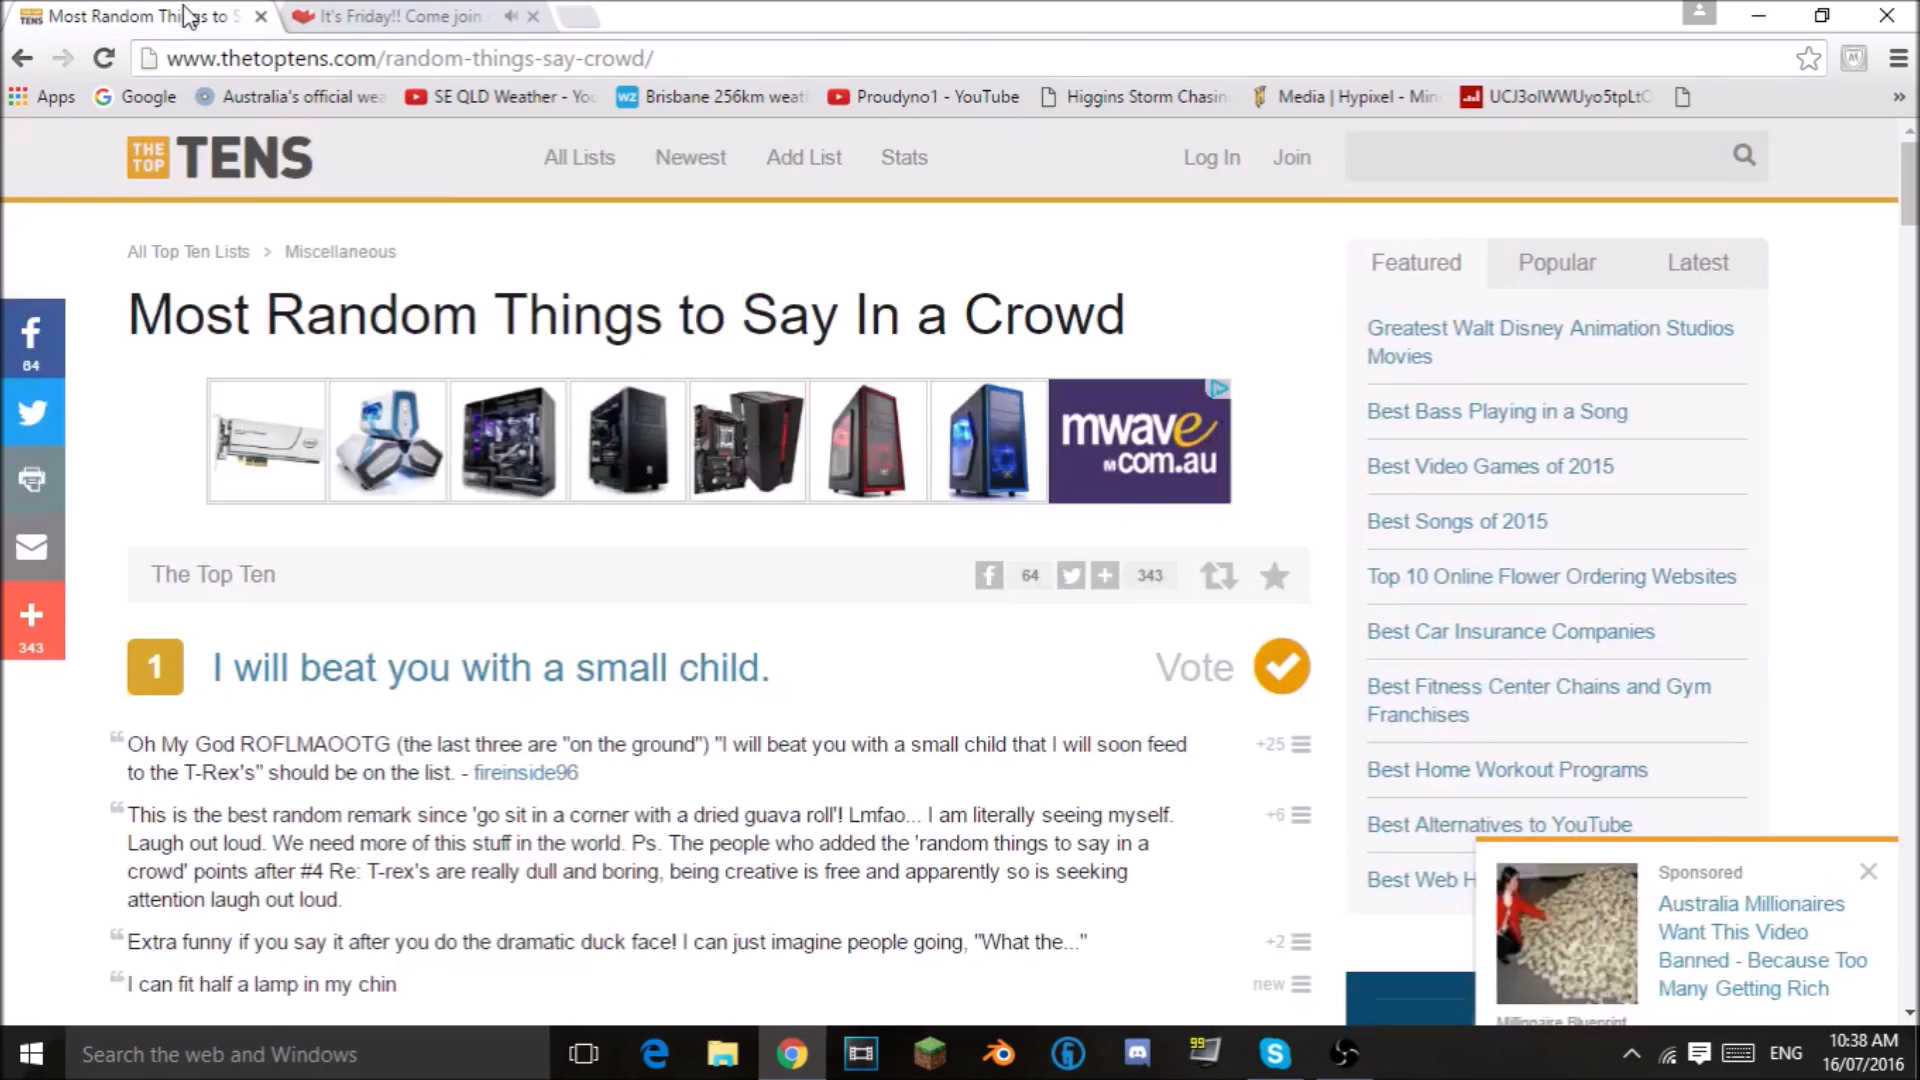 Most Random Things to S
It's Friday!! Come join
www.thetoptens.com/random-things-say-crowd/
Apps
Google
Australia's official wea
SE QLD Weather - You
Brisbane 256km weat
Proudyno1 - YouTube
Higgins Storm Chasin
Media | Hypixel - Min
»
THE TOP TENS
All Lists
Newest
Add List
Stats
Log In
Join
All Top Ten Lists > Miscellaneous
Most Random Things to Say In a Crowd
mwave
.com.au
The Top Ten
64
343
64
343
1 I will beat you with a small child.
Vote
Oh My God ROFLMAOOTG (the last three are "on the ground") "I will beat you with a small child that I will soon feed
to the T-Rex's" should be on the list. - fireinside96
+25
This is the best random remark since 'go sit in a corner with a dried guava roll'! Lmfao... I am literally seeing myself.
Laugh out loud. We need more of this stuff in the world. Ps. The people who added the 'random things to say in a
crowd' points after #4 Re: T-rex's are really dull and boring, being creative is free and apparently so is seeking
attention laugh out loud.
+6
Extra funny if you say it after you do the dramatic duck face! I can just imagine people going, "What the..."
+2
I can fit half a lamp in my chin
new
Featured
Popular
Latest
Greatest Walt Disney Animation Studios
Movies
Best Bass Playing in a Song
Best Video Games of 2015
Best Songs of 2015
Top 10 Online Flower Ordering Websites
Best Car Insurance Companies
Best Fitness Center Chains and Gym
Franchises
Best Home Workout Programs
Best Alternatives to YouTube
Best Web H
Sponsored
Australia Millionaires
Want This Video
Banned - Because Too
Many Getting Rich
Millionaire Blueprint
Search the web and Windows
99
ENG
10:38 AM
16/07/2016